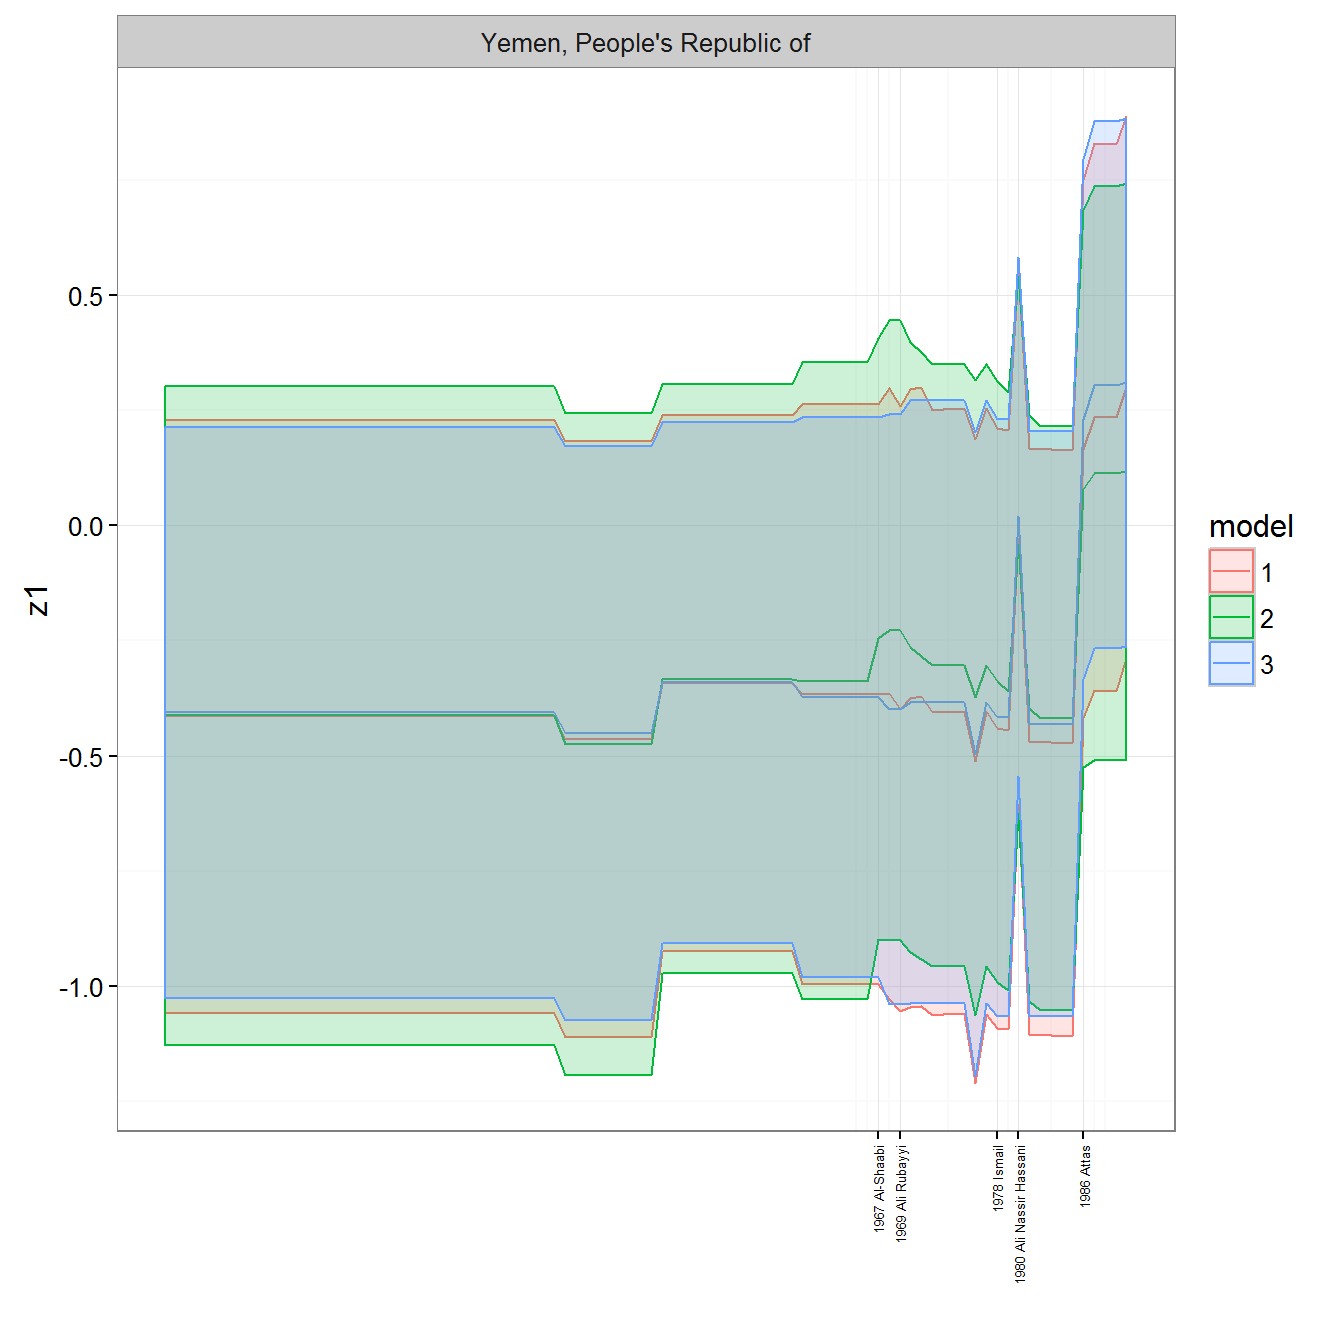 Yemen, People's Republic of
0.5
0.0
-0.5
-1.0
z1
model
1
2
3
1967 Al-Shaabi
1969 Ali Rubayyi
1978 Ismail
1980 Ali Nassir Hassani
1986 Attas